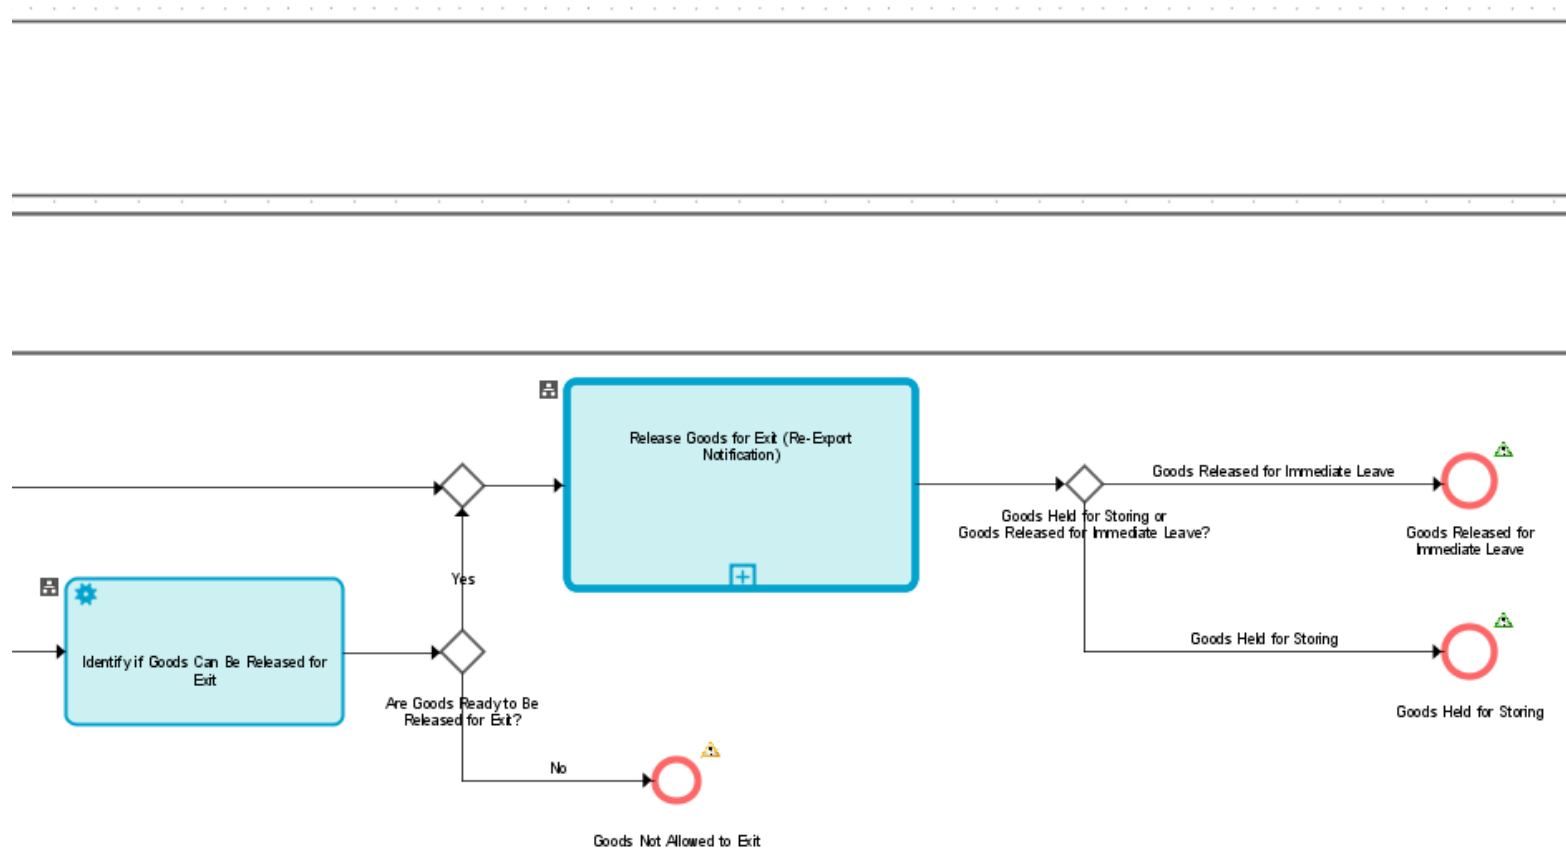 Release Goods for Exit (Re-Export
Notification)
Goods Released for Immediate Leave
Goods Held for Storing or
Goods Released for Immediate Leave?
Goods Released for
Immediate Leave
Yes
Identify if Goods Can Be Released for
Exit
Goods Held for Storing
Are Goods Ready to Be
Released for Exit?
Goods Held for Storing
No
Goods Not Allowed to Exit